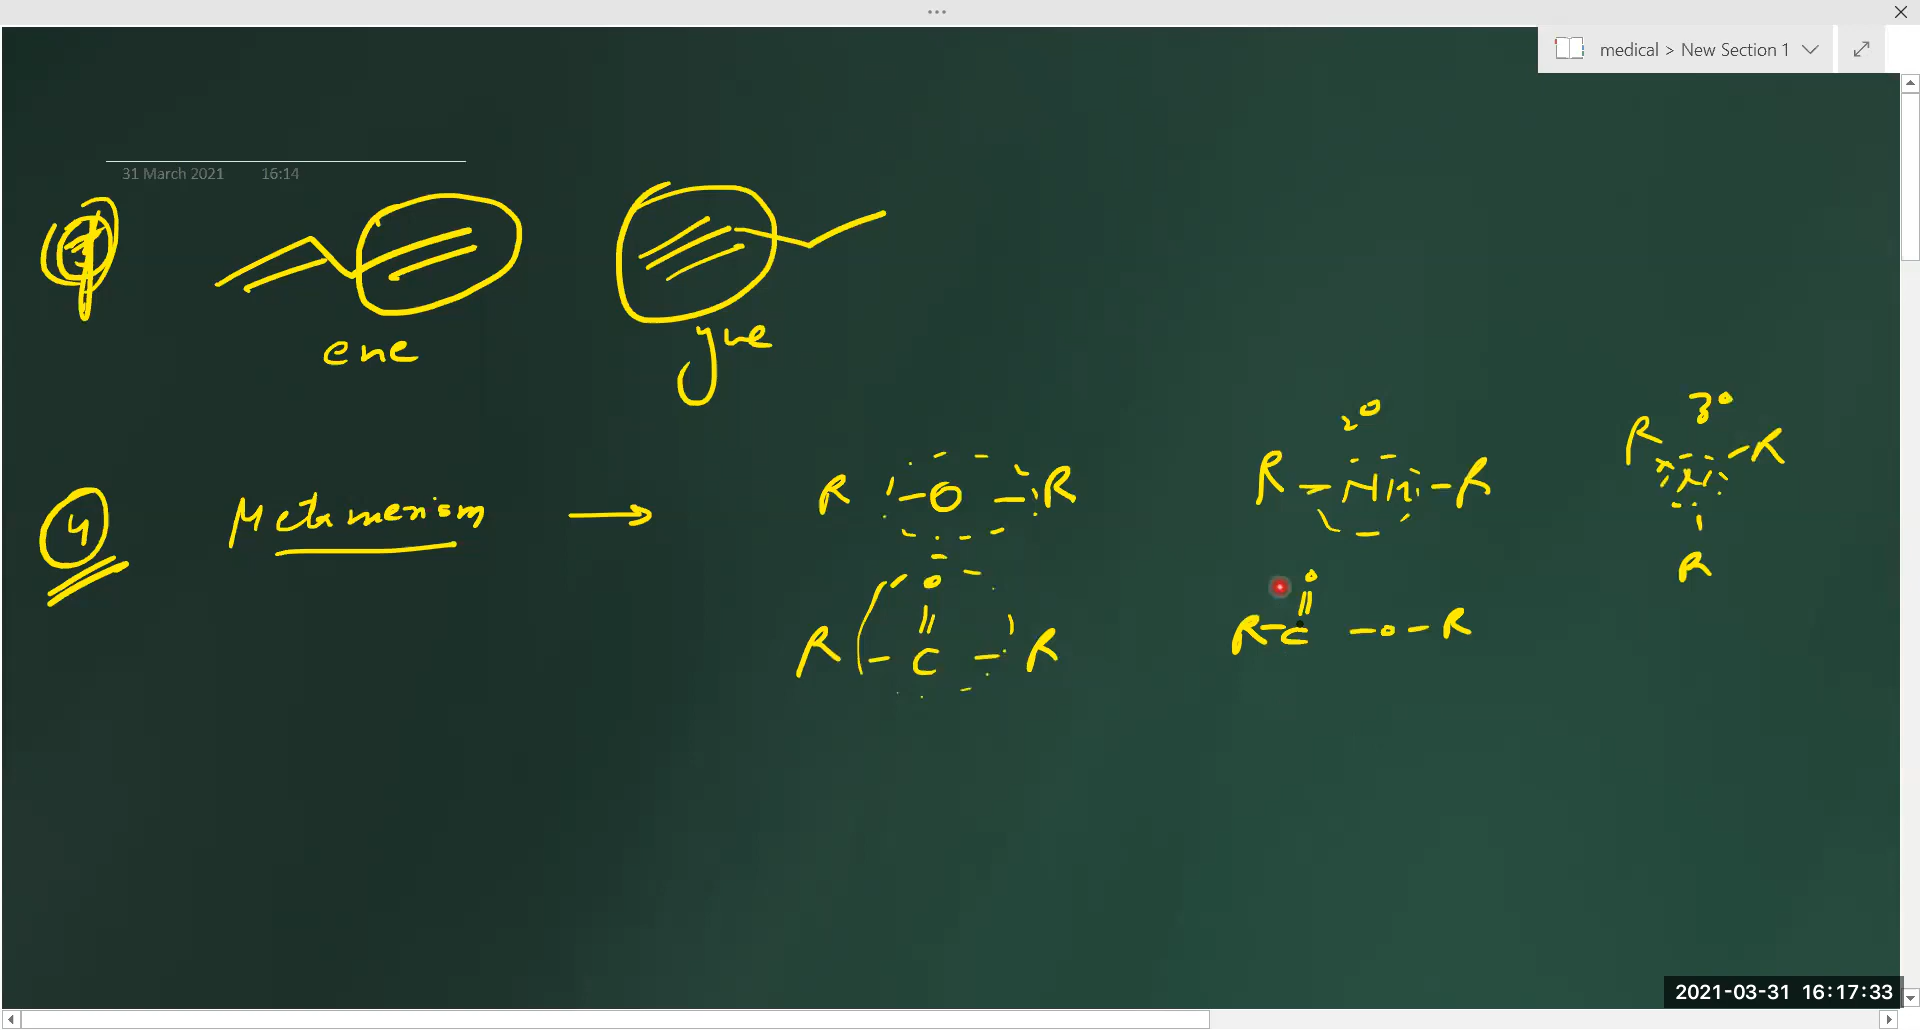 medical > New Section 1
31 March 2021 16:14
ene
yne
4
Metamerism →
R - O - R
R - NH - R
2°
3°
R N - R
R
O
||
R - C - R
O
||
R - C - O - R
2021-03-31 16:17:33